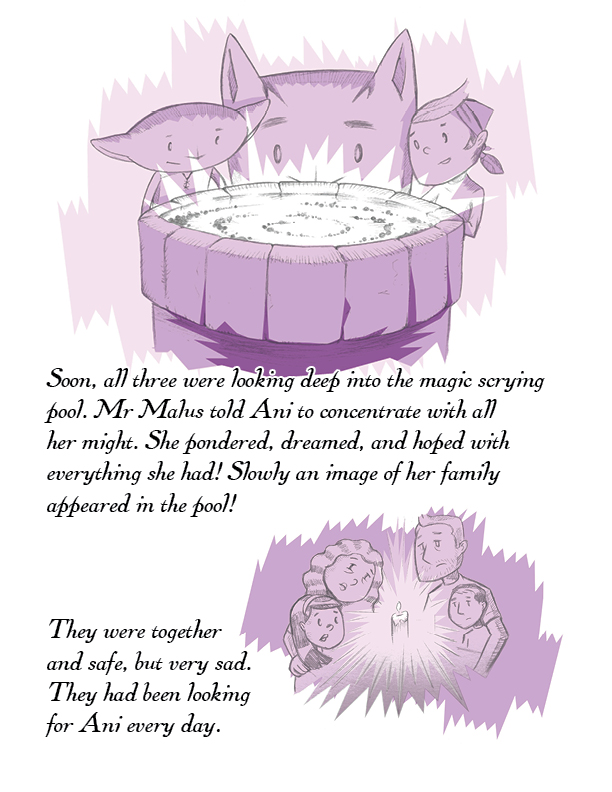 Soon, all three were looking deep into the magic scrying
pool. Mr Malus told Ani to concentrate with all
her might. She pondered, dreamed, and hoped with
everything she had! Slowly an image of her family
appeared in the pool!
They were together
and safe, but very sad.
They had been looking
for Ani every day.